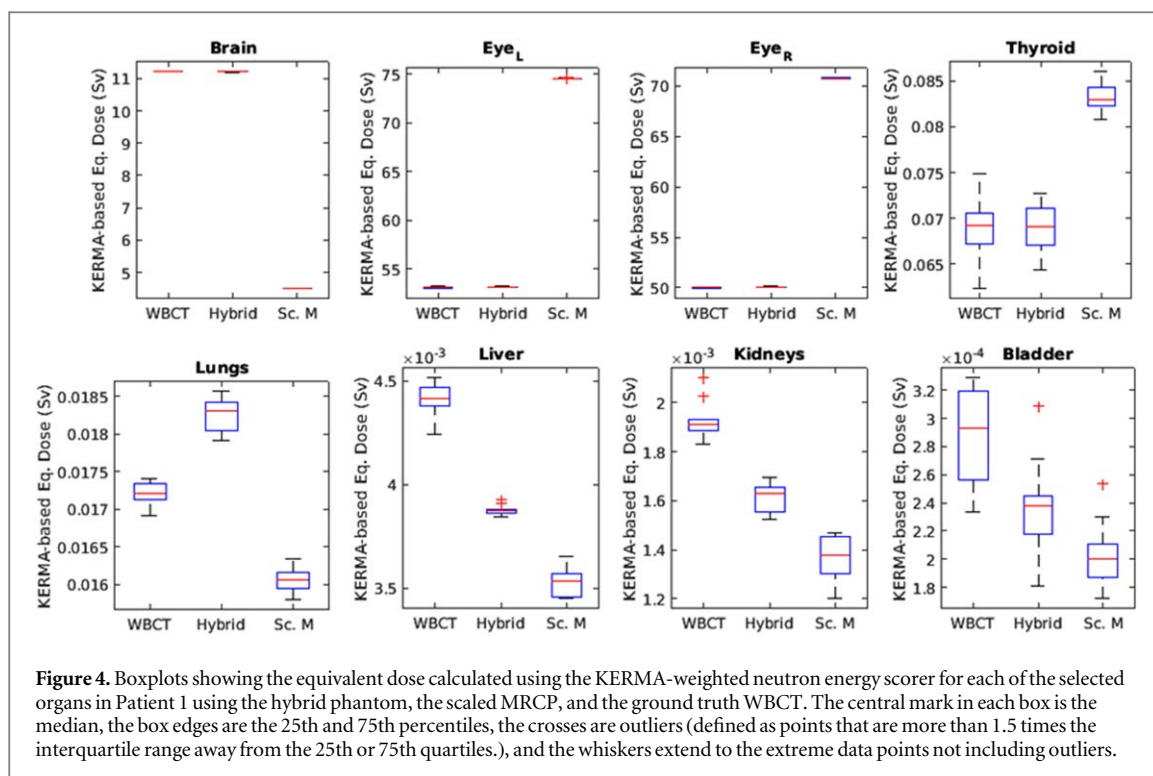 Brain
KERMA-based Eq. Dose (Sv)
11
10
9
8
7
6
5
WBCT Hybrid Sc. M
Eye_L
KERMA-based Eq. Dose (Sv)
75
70
65
60
55
WBCT Hybrid Sc. M
Eye_R
KERMA-based Eq. Dose (Sv)
70
65
60
55
50
WBCT Hybrid Sc. M
Thyroid
KERMA-based Eq. Dose (Sv)
0.085
0.08
0.07
0.065
WBCT Hybrid Sc. M
Lungs
KERMA-based Eq. Dose (Sv)
0.0185
0.018
0.0175
0.017
0.0165
0.016
WBCT Hybrid Sc. M
×10⁻³
Liver
KERMA-based Eq. Dose (Sv)
4.5
4
3.5
WBCT Hybrid Sc. M
×10⁻³
Kidneys
KERMA-based Eq. Dose (Sv)
2
1.8
1.6
1.4
1.2
WBCT Hybrid Sc. M
×10⁻⁴
Bladder
KERMA-based Eq. Dose (Sv)
3.2
3
2.8
2.6
2.4
2.2
2
1.8
WBCT Hybrid Sc. M
Figure 4. Boxplots showing the equivalent dose calculated using the KERMA-weighted neutron energy scorer for each of the selected
organs in Patient 1 using the hybrid phantom, the scaled MRCP, and the ground truth WBCT. The central mark in each box is the
median, the box edges are the 25th and 75th percentiles, the crosses are outliers (defined as points that are more than 1.5 times the
interquartile range away from the 25th or 75th quartiles.), and the whiskers extend to the extreme data points not including outliers.